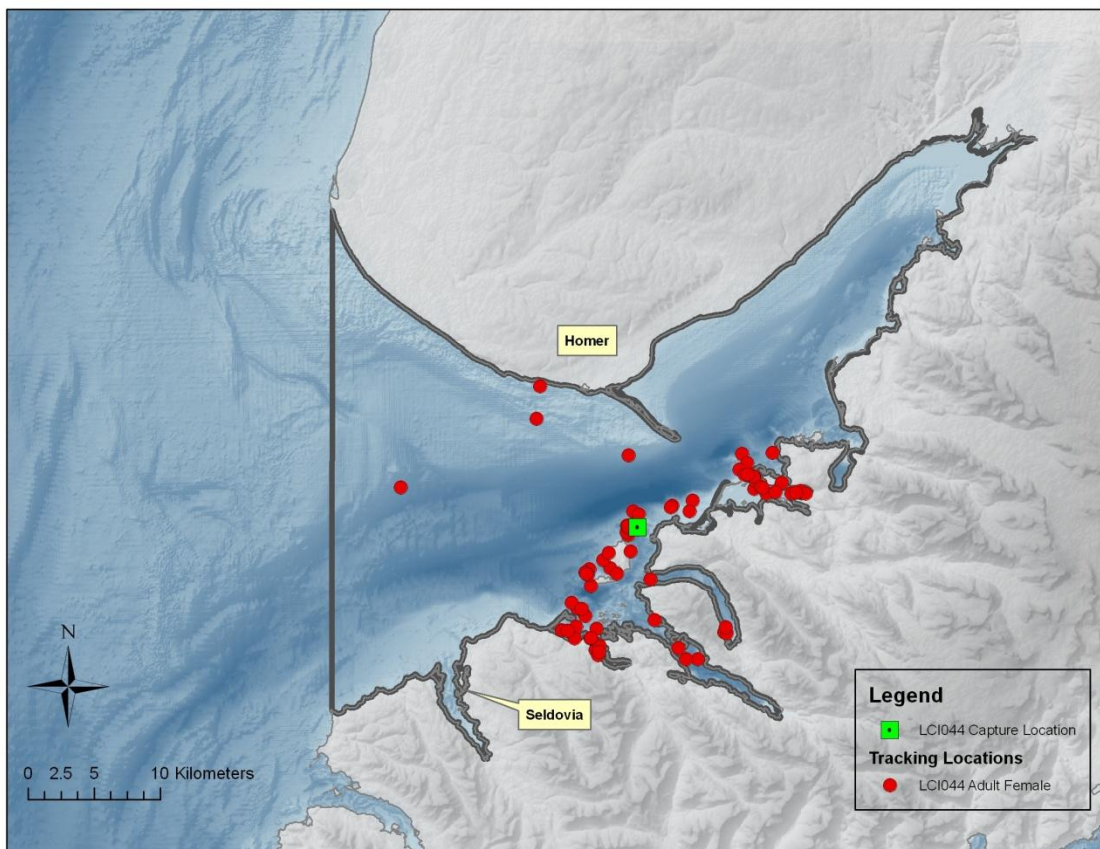 Homer
N
Seldovia
0 2.5 5 10 Kilometers
Legend
LCI044 Capture Location
Tracking Locations
LCI044 Adult Female